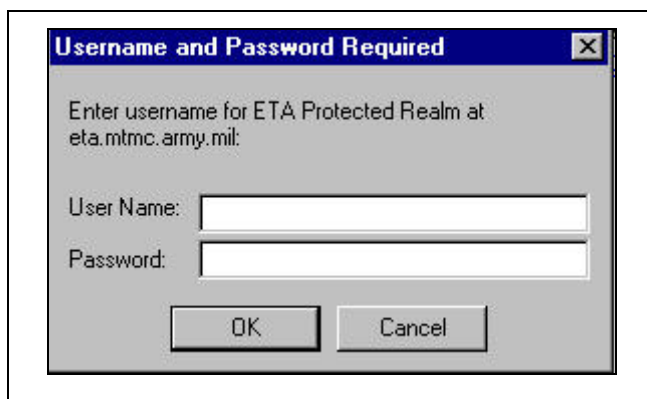 Username and Password Required
Enter username for ETA Protected Realm at
eta.mtmc.army.mil:
User Name:
Password:
OK Cancel